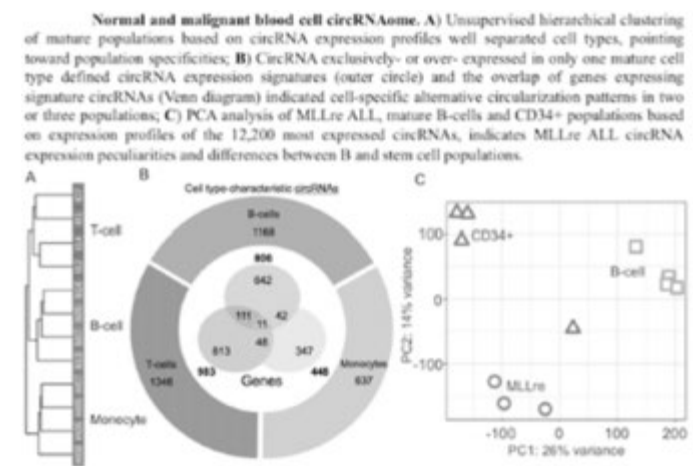 Normal and malignant blood cell circRNAome. A) Unsupervised hierarchical clustering
of mature populations based on circRNA expression profiles well separated cell types, pointing
toward population specificities; B) CircRNA exclusively- or over- expressed in only one mature cell
type defined circRNA expression signatures (outer circle) and the overlap of genes expressing
signature circRNAs (Venn diagram) indicated cell-specific alternative circularization patterns in two
or three populations; C) PCA analysis of MLLre ALL, mature B-cells and CD34+ populations based
on expression profiles of the 12,200 most expressed circRNAs, indicates MLLre ALL circRNA
expression peculiarities and differences between B and stem cell populations.
A
T-cell
B-cell
Monocyte
B
Cell type-characteristic circRNAs
B-cells
1168
806
642
111
42
11
48
813
347
T-cells
1346
983
Genes
448
Monocytes
637
C
PC2: 14% variance
100
0
-100
CD34+
B-cell
MLLre
-100 0 100 200
PC1: 26% variance